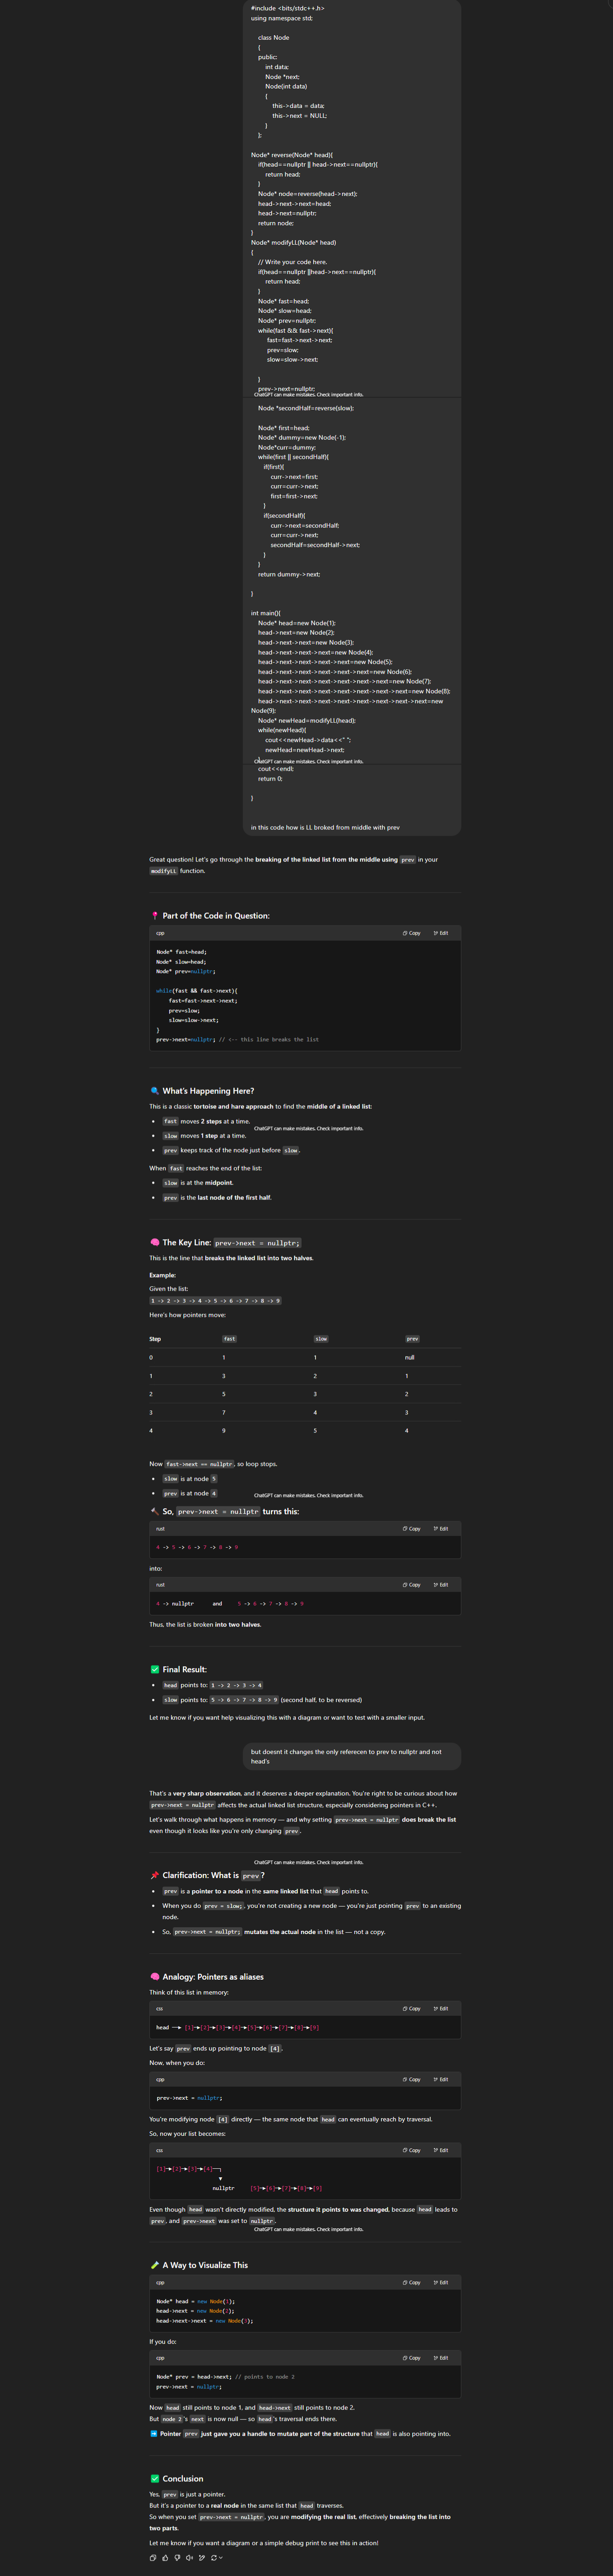 #include <bits/stdc++.h>
using namespace std;
class Node
{
public:
int data;
Node *next;
Node(int data)
{
this->data = data;
this->next = NULL;
}
};
Node* reverse(Node* head){
if(head==nullptr || head->next==nullptr){
return head;
}
Node* node=reverse(head->next);
head->next->next=head;
head->next=nullptr;
return node;
}
Node* modifyLL(Node* head)
{
// Write your code here.
if(head==nullptr ||head->next==nullptr){
return head;
}
Node* fast=head;
Node* slow=head;
Node* prev=nullptr;
while(fast && fast->next){
fast=fast->next->next;
prev=slow;
slow=slow->next;
}
prev->next=nullptr;
ChatGPT can make mistakes. Check important info.
Node *secondHalf=reverse(slow);
Node* first=head;
Node* dummy=new Node(-1);
Node*curr=dummy;
while(first || secondHalf){
if(first){
curr->next=first;
curr=curr->next;
first=first->next;
}
if(secondHalf){
curr->next=secondHalf;
curr=curr->next;
secondHalf=secondHalf->next;
}
}
return dummy->next;
}
int main(){
Node* head=new Node(1);
head->next=new Node(2);
head->next->next=new Node(3);
head->next->next->next=new Node(4);
head->next->next->next->next=new Node(5);
head->next->next->next->next->next=new Node(6);
head->next->next->next->next->next->next=new Node(7);
head->next->next->next->next->next->next->next=new Node(8);
head->next->next->next->next->next->next->next->next=new
Node(9);
Node* newHead=modifyLL(head);
while(newHead){
cout<<newHead->data<<" ";
newHead=newHead->next;
}
ChatGPT can make mistakes. Check important info.
cout<<endl;
return 0;
}
in this code how is LL broked from middle with prev
Great question! Let's go through the breaking of the linked list from the middle using prev in your
modifyLL function.
📍 Part of the Code in Question:
cpp Copy Edit
Node* fast=head;
Node* slow=head;
Node* prev=nullptr;
while(fast && fast->next){
fast=fast->next->next;
prev=slow;
slow=slow->next;
}
prev->next=nullptr; // <-- this line breaks the list
🔍 What's Happening Here?
This is a classic tortoise and hare approach to find the middle of a linked list:
• fast moves 2 steps at a time.
ChatGPT can make mistakes. Check important info.
• slow moves 1 step at a time.
• prev keeps track of the node just before slow.
When fast reaches the end of the list:
• slow is at the midpoint.
• prev is the last node of the first half.
🧠 The Key Line: prev->next = nullptr;
This is the line that breaks the linked list into two halves.
Example:
Given the list:
1 -> 2 -> 3 -> 4 -> 5 -> 6 -> 7 -> 8 -> 9
Here's how pointers move:
Step fast slow prev
0 1 1 null
1 3 2 1
2 5 3 2
3 7 4 3
4 9 5 4
Now fast->next == nullptr, so loop stops.
• slow is at node 5
• prev is at node 4
ChatGPT can make mistakes. Check important info.
🔨 So, prev->next = nullptr turns this:
rust Copy Edit
4 -> 5 -> 6 -> 7 -> 8 -> 9
into:
rust Copy Edit
4 -> nullptr and 5 -> 6 -> 7 -> 8 -> 9
Thus, the list is broken into two halves.
✅ Final Result:
• head points to: 1 -> 2 -> 3 -> 4
• slow points to: 5 -> 6 -> 7 -> 8 -> 9 (second half, to be reversed)
Let me know if you want help visualizing this with a diagram or want to test with a smaller input.
but doesnt it changes the only referecen to prev to nullptr and not
head's
That's a very sharp observation, and it deserves a deeper explanation. You're right to be curious about how
prev->next = nullptr affects the actual linked list structure, especially considering pointers in C++.
Let's walk through what happens in memory — and why setting prev->next = nullptr does break the list
even though it looks like you're only changing prev.
ChatGPT can make mistakes. Check important info.
📌 Clarification: What is prev?
• prev is a pointer to a node in the same linked list that head points to.
• When you do prev = slow;, you're not creating a new node — you're just pointing prev to an existing
node.
• So, prev->next = nullptr; mutates the actual node in the list — not a copy.
🧠 Analogy: Pointers as aliases
Think of this list in memory:
css Copy Edit
head ──► [1]─►[2]─►[3]─►[4]─►[5]─►[6]─►[7]─►[8]─►[9]
Let's say prev ends up pointing to node [4].
Now, when you do:
cpp Copy Edit
prev->next = nullptr;
You're modifying node [4] directly — the same node that head can eventually reach by traversal.
So, now your list becomes:
css Copy Edit
[1]─►[2]─►[3]─►[4]──┐
▼
nullptr [5]─►[6]─►[7]─►[8]─►[9]
Even though head wasn't directly modified, the structure it points to was changed, because head leads to
prev, and prev->next was set to nullptr.
ChatGPT can make mistakes. Check important info.
🧪 A Way to Visualize This
cpp Copy Edit
Node* head = new Node(1);
head->next = new Node(2);
head->next->next = new Node(3);
If you do:
cpp Copy Edit
Node* prev = head->next; // points to node 2
prev->next = nullptr;
Now head still points to node 1, and head->next still points to node 2.
But node 2's next is now null — so head's traversal ends there.
➡️ Pointer prev just gave you a handle to mutate part of the structure that head is also pointing into.
✅ Conclusion
Yes, prev is just a pointer.
But it's a pointer to a real node in the same list that head traverses.
So when you set prev->next = nullptr, you are modifying the real list, effectively breaking the list into
two parts.
Let me know if you want a diagram or a simple debug print to see this in action!